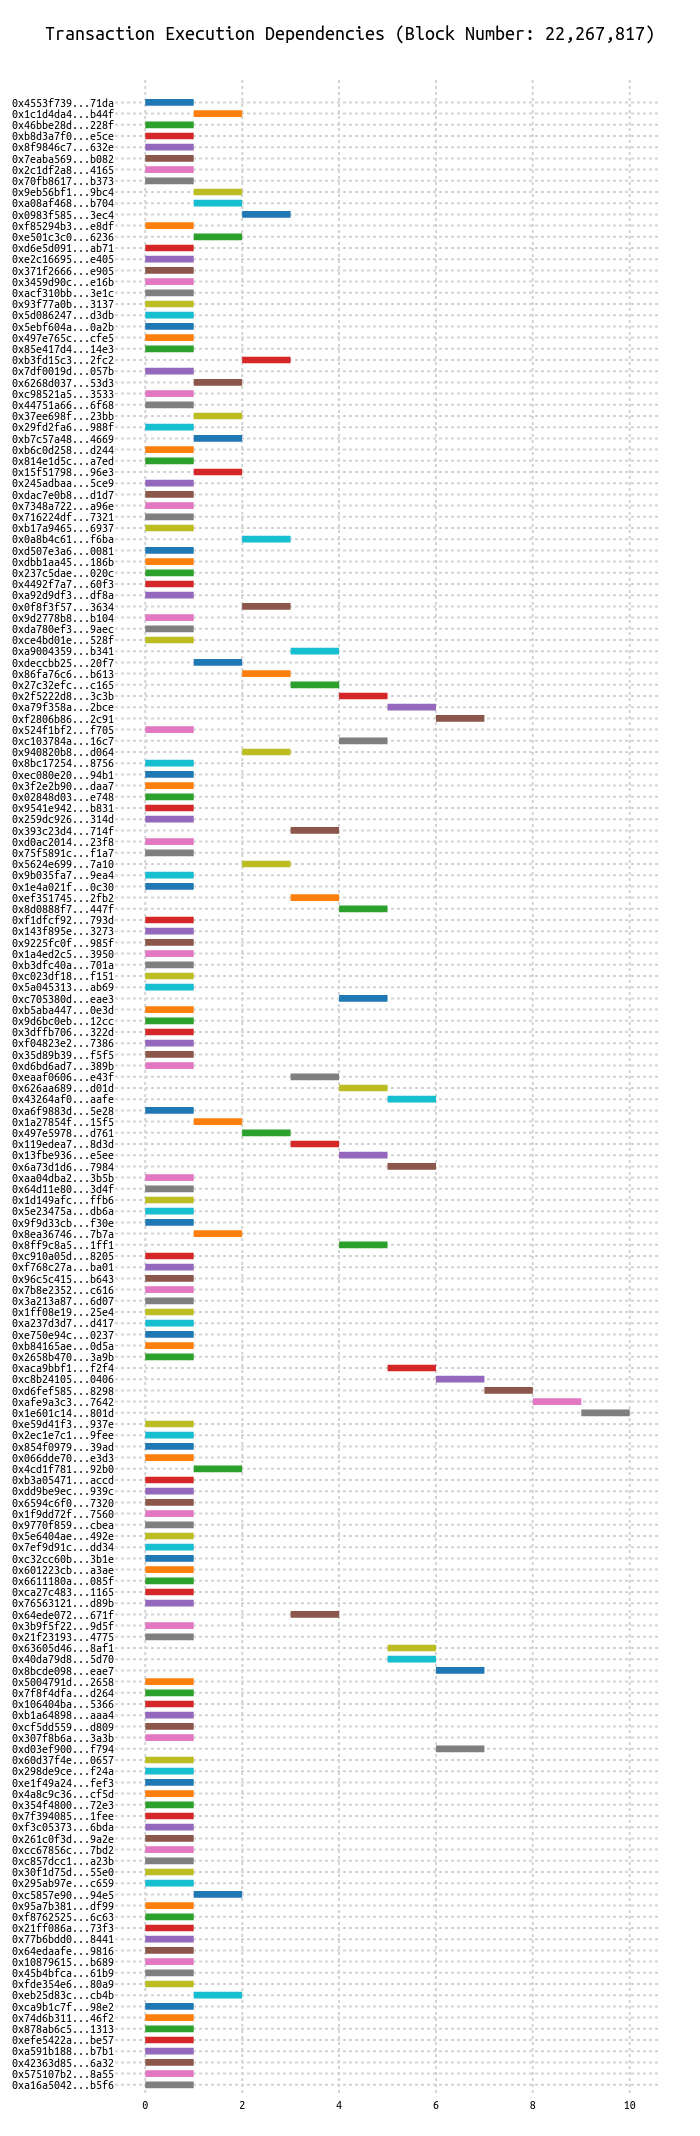 Transaction Execution Dependencies (Block Number: 22,267,817)
0x4553f739...71da
0x1c1d4da4...b44f
0x46bbe28d...228f
0xb8d3a7f0...e5ce
0x8f9846c7...632e
0x7eaba569...b082
0x2c1df2a8...4165
0x70fb8617...b373
0x9eb56bf1...9bc4
0xa08af468...b704
0x0983f585...3ec4
0xf85294b3...e8df
0xe501c3c0...6236
0xd6e5d091...ab71
0xe2c16695...e405
0x371f2666...e905
0x3459d90c...e16b
0xacf310bb...3e1c
0x93f77a0b...3137
0x5d086247...d3db
0x5ebf604a...0a2b
0x497e765c...cfe5
0x85e417d4...14e3
0xb3fd15c3...2fc2
0x7df0019d...057b
0x6268d037...53d3
0xc98521a5...3533
0x44751a66...6f68
0x37ee698f...23bb
0x29fd2fa6...988f
0xb7c57a48...4669
0xb6c0d258...d244
0x814e1d5c...a7ed
0x15f51798...96e3
0x245adbaa...5ce9
0xdac7e0b8...d1d7
0x7348a722...a96e
0x716224df...7321
0xb17a9465...6937
0x0a8b4c61...f6ba
0xd507e3a6...0081
0xdbb1aa45...186b
0x237c5dae...020c
0x4492f7a7...60f3
0xa92d9df3...df8a
0x0f8f3f57...3634
0x9d2778b8...b104
0xda780ef3...9aec
0xce4bd01e...528f
0xa9004359...b341
0xdeccbb25...20f7
0x86fa76c6...b613
0x27c32efc...c165
0x2f5222d8...3c3b
0xa79f358a...2bce
0xf2806b86...2c91
0x524f1bf2...f705
0xc103784a...16c7
0x940820b8...d064
0x8bc17254...8756
0xec080e20...94b1
0x3f2e2b90...daa7
0x02848d03...e748
0x9541e942...b831
0x259dc926...314d
0x393c23d4...714f
0xd0ac2014...23f8
0x75f5891c...f1a7
0x5624e699...7a10
0x9b035fa7...9ea4
0x1e4a021f...0c30
0xef351745...2fb2
0x8d0888f7...447f
0xf1dfcf92...793d
0x143f895e...3273
0x9225fc0f...985f
0x1a4ed2c5...3950
0xb3dfc40a...701a
0xc023df18...f151
0x5a045313...ab69
0xc705380d...eae3
0xb5aba447...0e3d
0x9d6bc0eb...12cc
0x3dffb706...322d
0xf04823e2...7386
0x35d89b39...f5f5
0xd6bd6ad7...389b
0xeaaf0606...e43f
0x626aa689...d01d
0x43264af0...aafe
0xa6f9883d...5e28
0x1a27854f...15f5
0x497e5978...d761
0x119edea7...8d3d
0x13fbe936...e5ee
0x6a73d1d6...7984
0xaa04dba2...3b5b
0x64d11e80...3d4f
0x1d149afc...ffb6
0x5e23475a...db6a
0x9f9d33cb...f30e
0x8ea36746...7b7a
0x8ff9c8a5...1ff1
0xc910a05d...8205
0xf768c27a...ba01
0x96c5c415...b643
0x7b8e2352...c616
0x3a213a87...6d07
0x1ff08e19...25e4
0xa237d3d7...d417
0xe750e94c...0237
0xb84165ae...0d5a
0x2658b470...3a9b
0xaca9bbf1...f2f4
0xc8b24105...0406
0xd6fef585...8298
0xafe9a3c3...7642
0x1e601c14...801d
0xe59d41f3...937e
0x2ec1e7c1...9fee
0x854f0979...39ad
0x066dde70...e3d3
0x4cd1f781...92b0
0xb3a05471...accd
0xdd9be9ec...939c
0x6594c6f0...7320
0x1f9dd72f...7560
0x9770f859...cbea
0x5e6404ae...492e
0x7ef9d91c...dd34
0xc32cc60b...3b1e
0x601223cb...a3ae
0x6611180a...085f
0xca27c483...1165
0x76563121...d89b
0x64ede072...671f
0x3b9f5f22...9d5f
0x21f23193...4775
0x63605d46...8af1
0x40da79d8...5d70
0x8bcde098...eae7
0x5004791d...2658
0x7f8f4dfa...d264
0x106404ba...5366
0xb1a64898...aaa4
0xcf5dd559...d809
0x307f8b6a...3a3b
0xd03ef900...f794
0x60d37f4e...0657
0x298de9ce...f24a
0xe1f49a24...fef3
0x4a8c9c36...cf5d
0x354f4800...72e3
0x7f394085...1fee
0xf3c05373...6bda
0x261c0f3d...9a2e
0xcc67856c...7bd2
0xc857dcc1...a23b
0x30f1d75d...55e0
0x295ab97e...c659
0xc5857e90...94e5
0x95a7b381...df99
0xf8762525...6c63
0x21ff086a...73f3
0x77b6bdd0...8441
0x64edaafe...9816
0x10879615...b689
0x45b4bfca...61b9
0xfde354e6...80a9
0xeb25d83c...cb4b
0xca9b1c7f...98e2
0x74d6b311...46f2
0x878ab6c5...1313
0xefe5422a...be57
0xa591b188...b7b1
0x42363d85...6a32
0x575107b2...8a55
0xa16a5042...b5f6
0 2 4 6 8 10